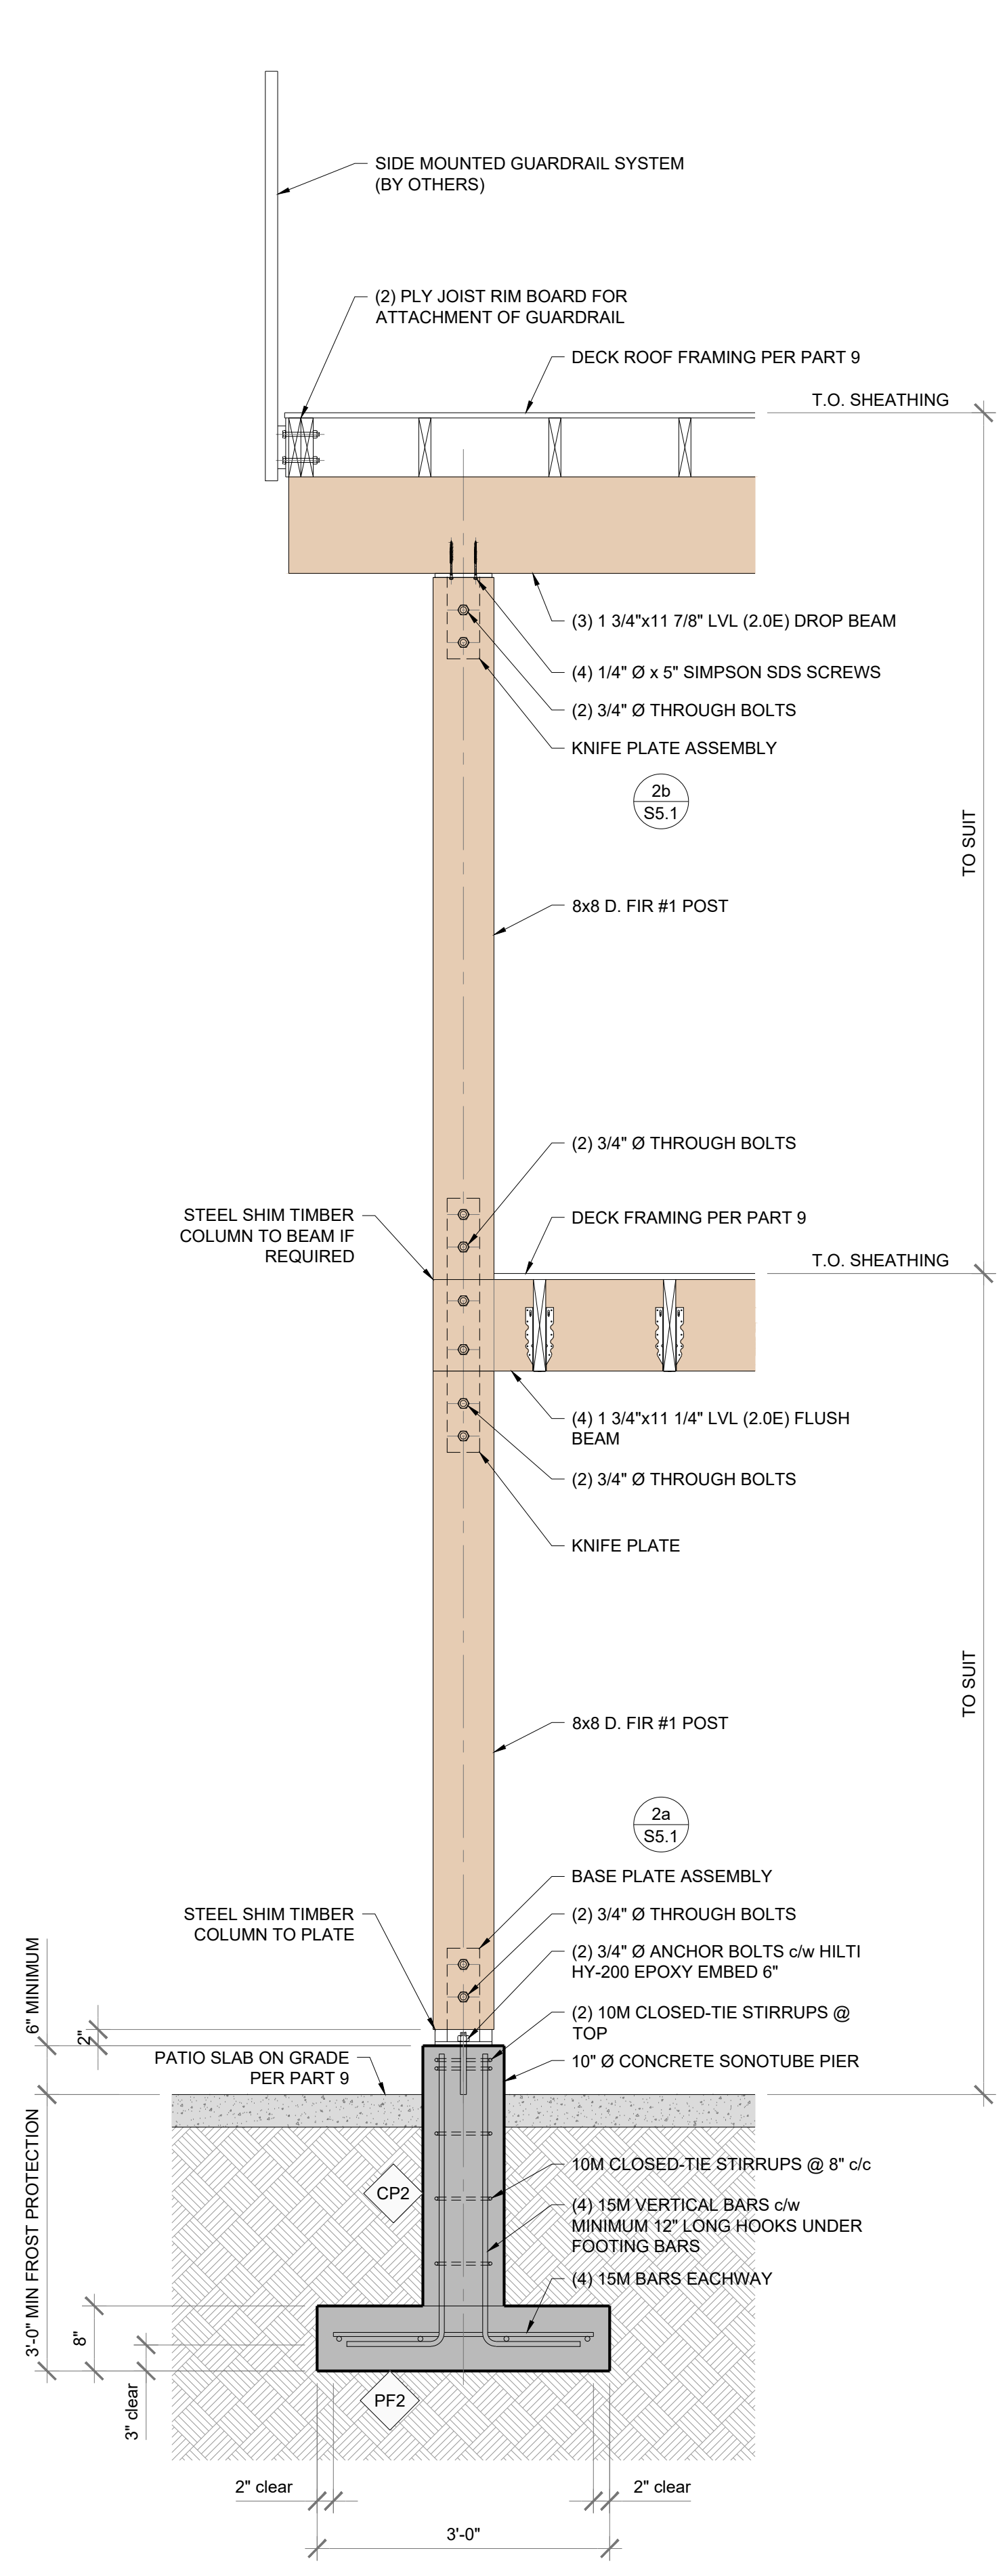 SIDE MOUNTED GUARDRAIL SYSTEM
(BY OTHERS)
(2) PLY JOIST RIM BOARD FOR
ATTACHMENT OF GUARDRAIL
DECK ROOF FRAMING PER PART 9
T.O. SHEATHING
(3) 1 3/4"x11 7/8" LVL (2.0E) DROP BEAM
(4) 1/4" Ø x 5" SIMPSON SDS SCREWS
(2) 3/4" Ø THROUGH BOLTS
KNIFE PLATE ASSEMBLY
2b
S5.1
TO SUIT
8x8 D. FIR #1 POST
(2) 3/4" Ø THROUGH BOLTS
STEEL SHIM TIMBER
COLUMN TO BEAM IF
REQUIRED
DECK FRAMING PER PART 9
T.O. SHEATHING
(4) 1 3/4"x11 1/4" LVL (2.0E) FLUSH
BEAM
(2) 3/4" Ø THROUGH BOLTS
KNIFE PLATE
TO SUIT
8x8 D. FIR #1 POST
2a
S5.1
BASE PLATE ASSEMBLY
STEEL SHIM TIMBER
COLUMN TO PLATE
(2) 3/4" Ø THROUGH BOLTS
(2) 3/4" Ø ANCHOR BOLTS c/w HILTI
HY-200 EPOXY EMBED 6"
6" MINIMUM
2"
(2) 10M CLOSED-TIE STIRRUPS @
TOP
PATIO SLAB ON GRADE
PER PART 9
10" Ø CONCRETE SONOTUBE PIER
3'-0" MIN FROST PROTECTION
10M CLOSED-TIE STIRRUPS @ 8" c/c
CP2
(4) 15M VERTICAL BARS c/w
MINIMUM 12" LONG HOOKS UNDER
FOOTING BARS
(4) 15M BARS EACHWAY
8"
3" clear
PF2
2" clear
2" clear
3'-0"